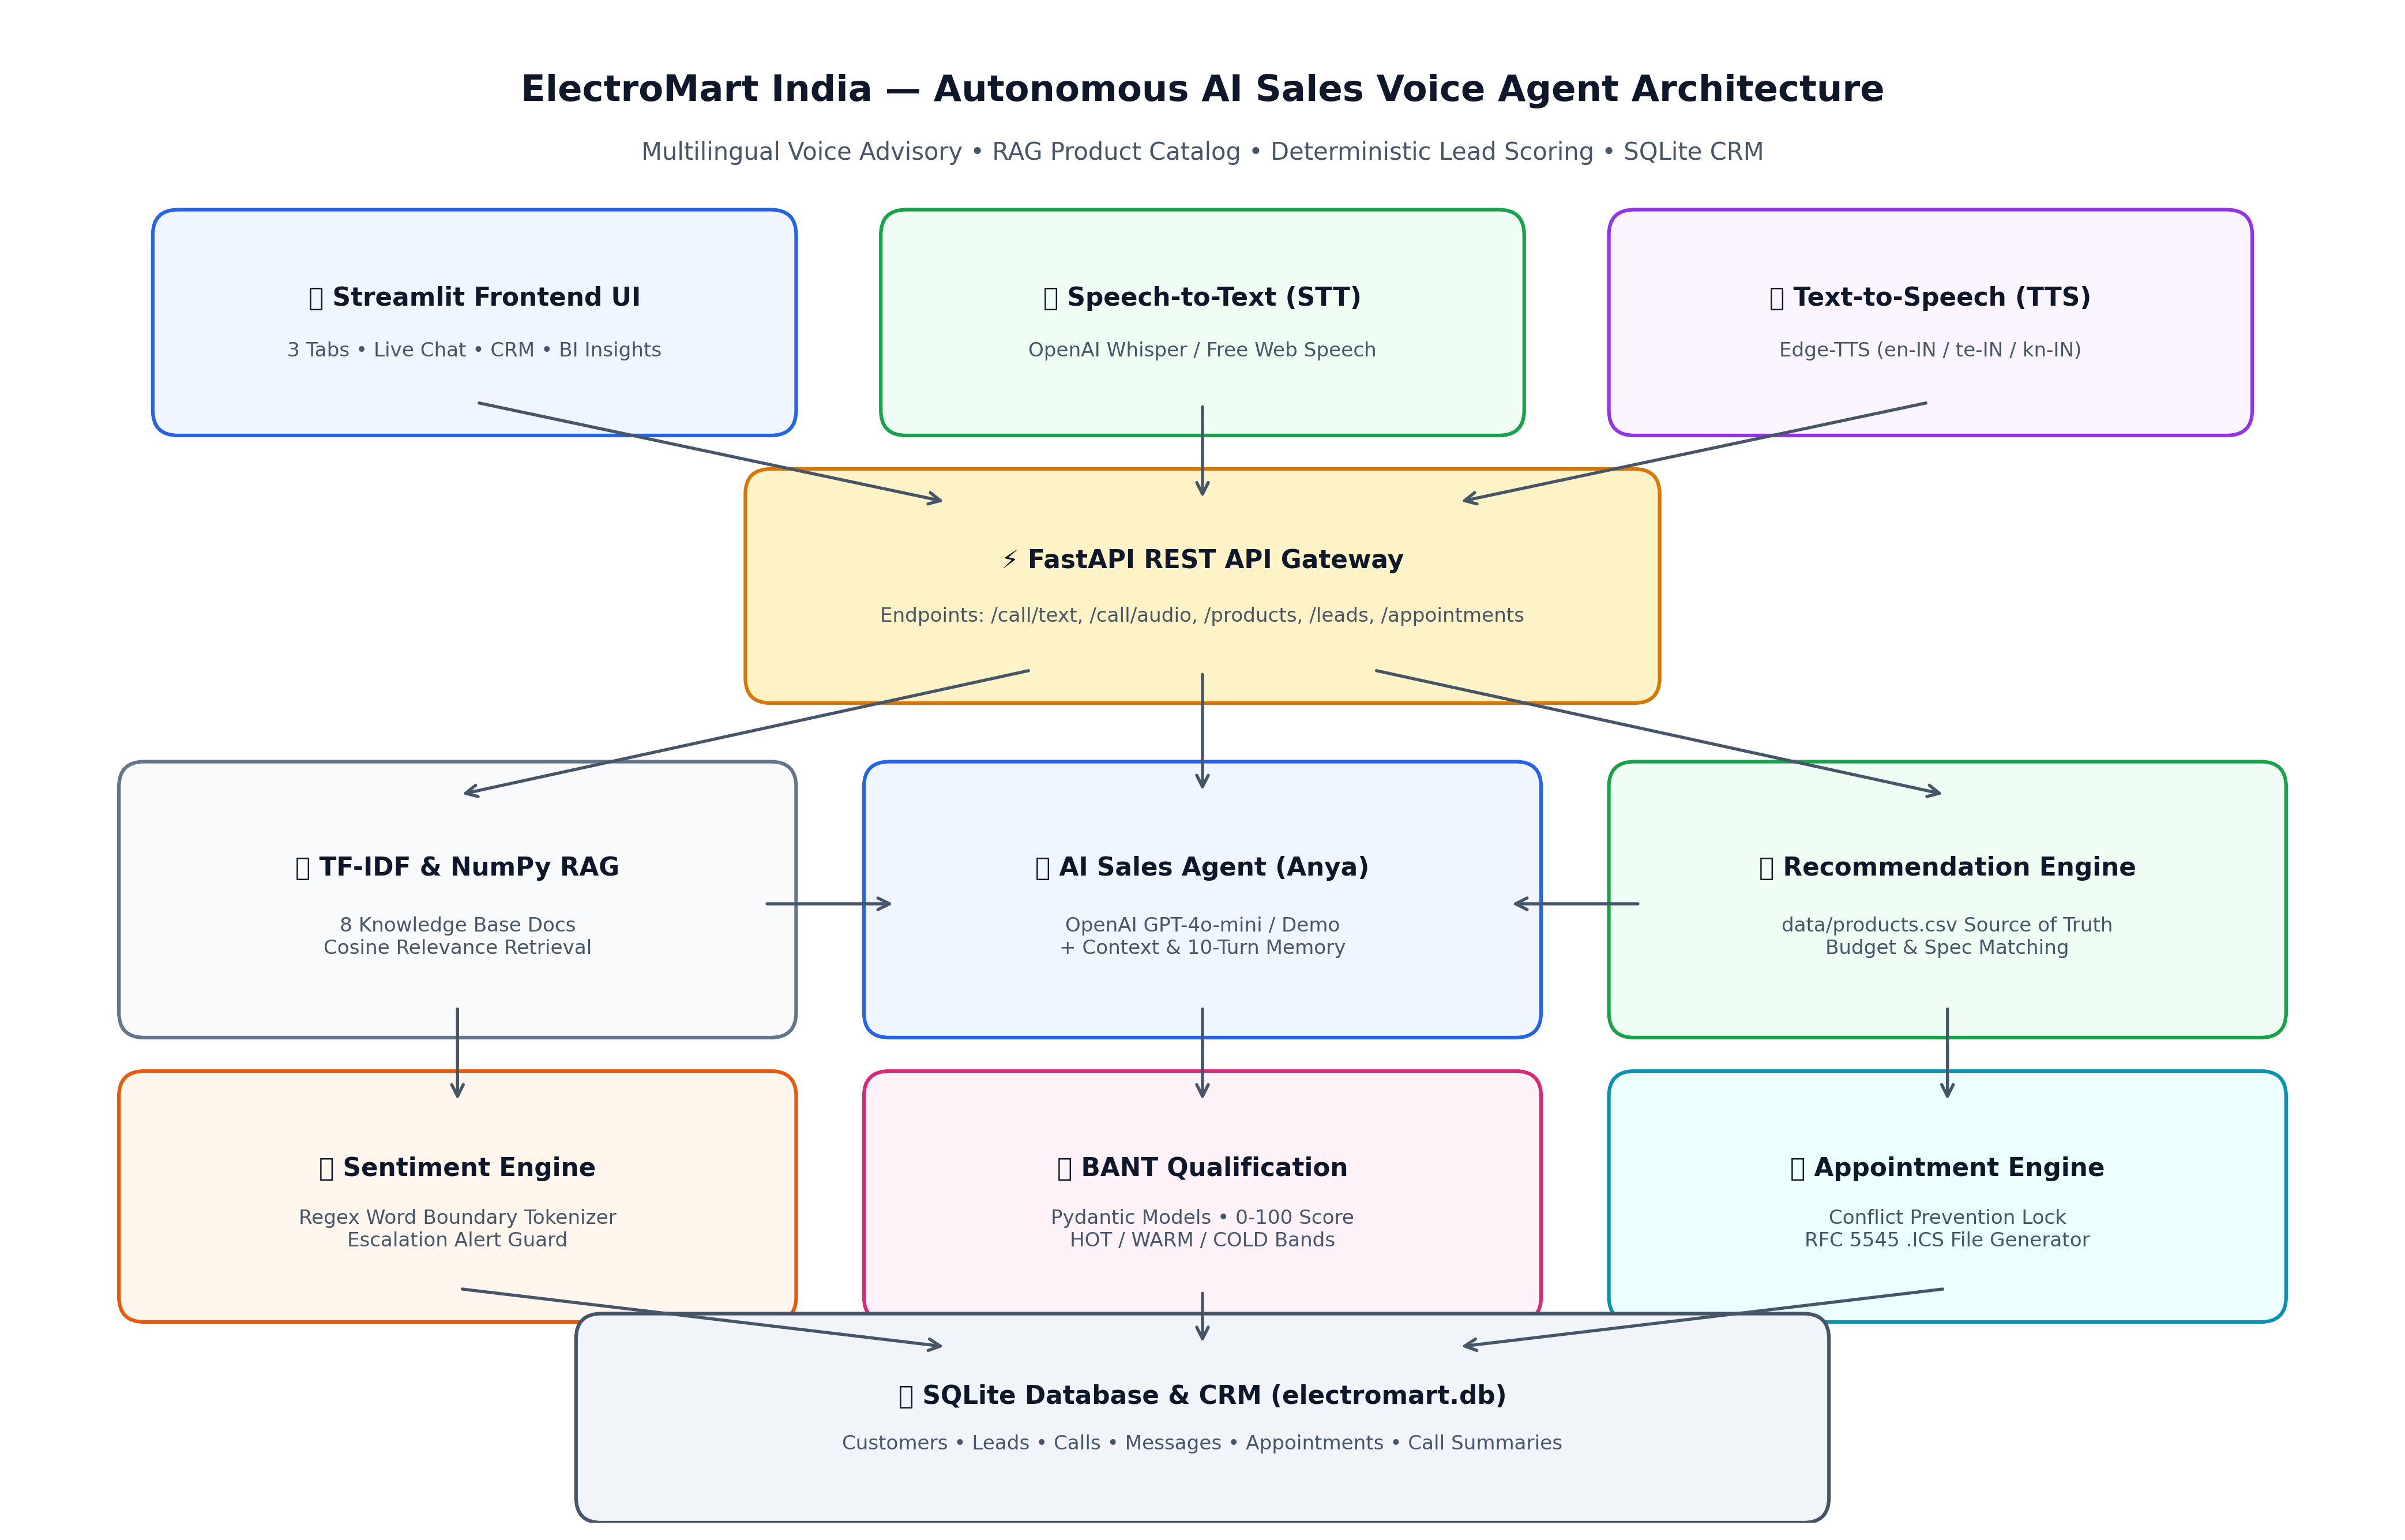 ElectroMart India — Autonomous AI Sales Voice Agent Architecture
Multilingual Voice Advisory • RAG Product Catalog • Deterministic Lead Scoring • SQLite CRM
Streamlit Frontend UI
3 Tabs • Live Chat • CRM • BI Insights
Speech-to-Text (STT)
OpenAI Whisper / Free Web Speech
Text-to-Speech (TTS)
Edge-TTS (en-IN / te-IN / kn-IN)
⚡ FastAPI REST API Gateway
Endpoints: /call/text, /call/audio, /products, /leads, /appointments
TF-IDF & NumPy RAG
8 Knowledge Base Docs
Cosine Relevance Retrieval
AI Sales Agent (Anya)
OpenAI GPT-4o-mini / Demo
+ Context & 10-Turn Memory
Recommendation Engine
data/products.csv Source of Truth
Budget & Spec Matching
Sentiment Engine
Regex Word Boundary Tokenizer
Escalation Alert Guard
BANT Qualification
Pydantic Models • 0-100 Score
HOT / WARM / COLD Bands
Appointment Engine
Conflict Prevention Lock
RFC 5545 .ICS File Generator
SQLite Database & CRM (electromart.db)
Customers • Leads • Calls • Messages • Appointments • Call Summaries